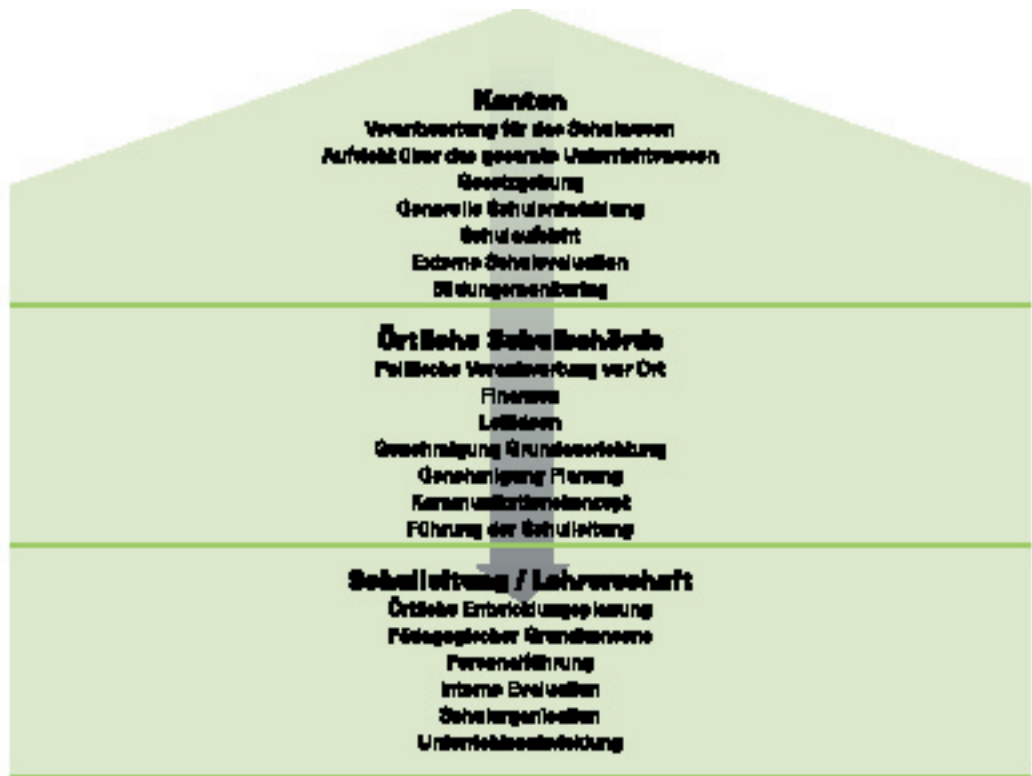 Kanton
Verantwortung für das Schulwesen
Aufsicht über das gesamte Unterrichtswesen
Gesetzgebung
Generelle Schulentwicklung
Schulaufsicht
Externe Schulevaluation
Bildungsmonitoring
Örtliche Schulbehörde
Politische Verantwortung vor Ort
Finanzen
Leitideen
Genehmigung Grundausrichtung
Genehmigung Planung
Kommunikationskonzept
Führung der Schulleitung
Schulleitung / Lehrerschaft
Örtliche Entwicklungsplanung
Pädagogischer Grundkonsens
Personalführung
Interne Evaluation
Schulorganisation
Unterrichtsentwicklung